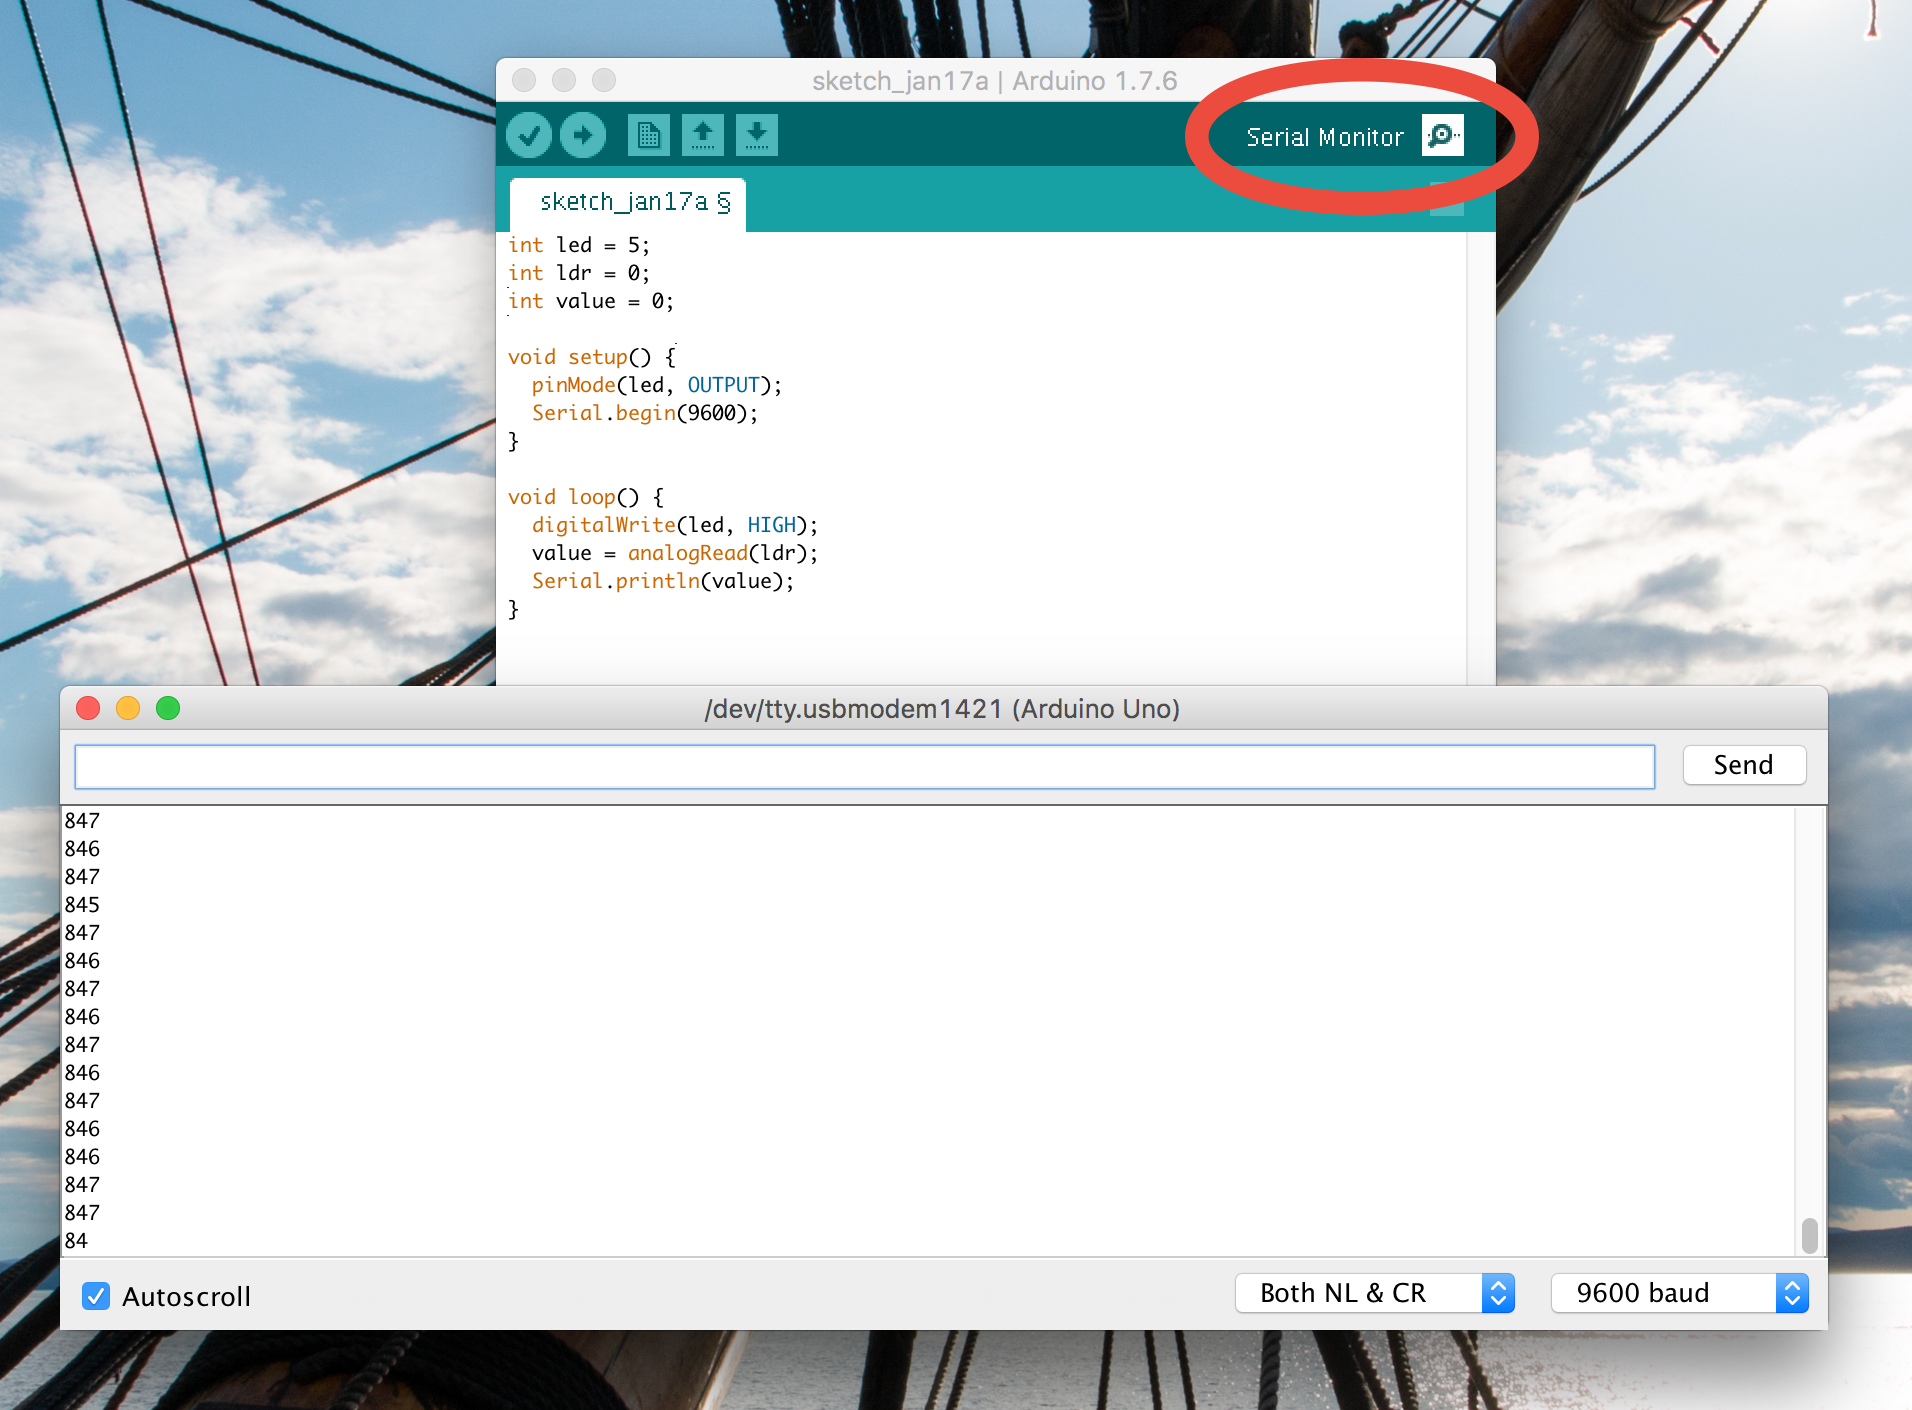 sketch_jan17a | Arduino 1.7.6
Serial Monitor
sketch_jan17a §
int led = 5;
int ldr = 0;
int value = 0;
void setup() {
  pinMode(led, OUTPUT);
  Serial.begin(9600);
}
void loop() {
  digitalWrite(led, HIGH);
  value = analogRead(ldr);
  Serial.println(value);
}
/dev/tty.usbmodem1421 (Arduino Uno)
Send
847
846
847
845
847
846
847
846
847
846
847
846
846
847
847
84
Autoscroll
Both NL & CR
9600 baud